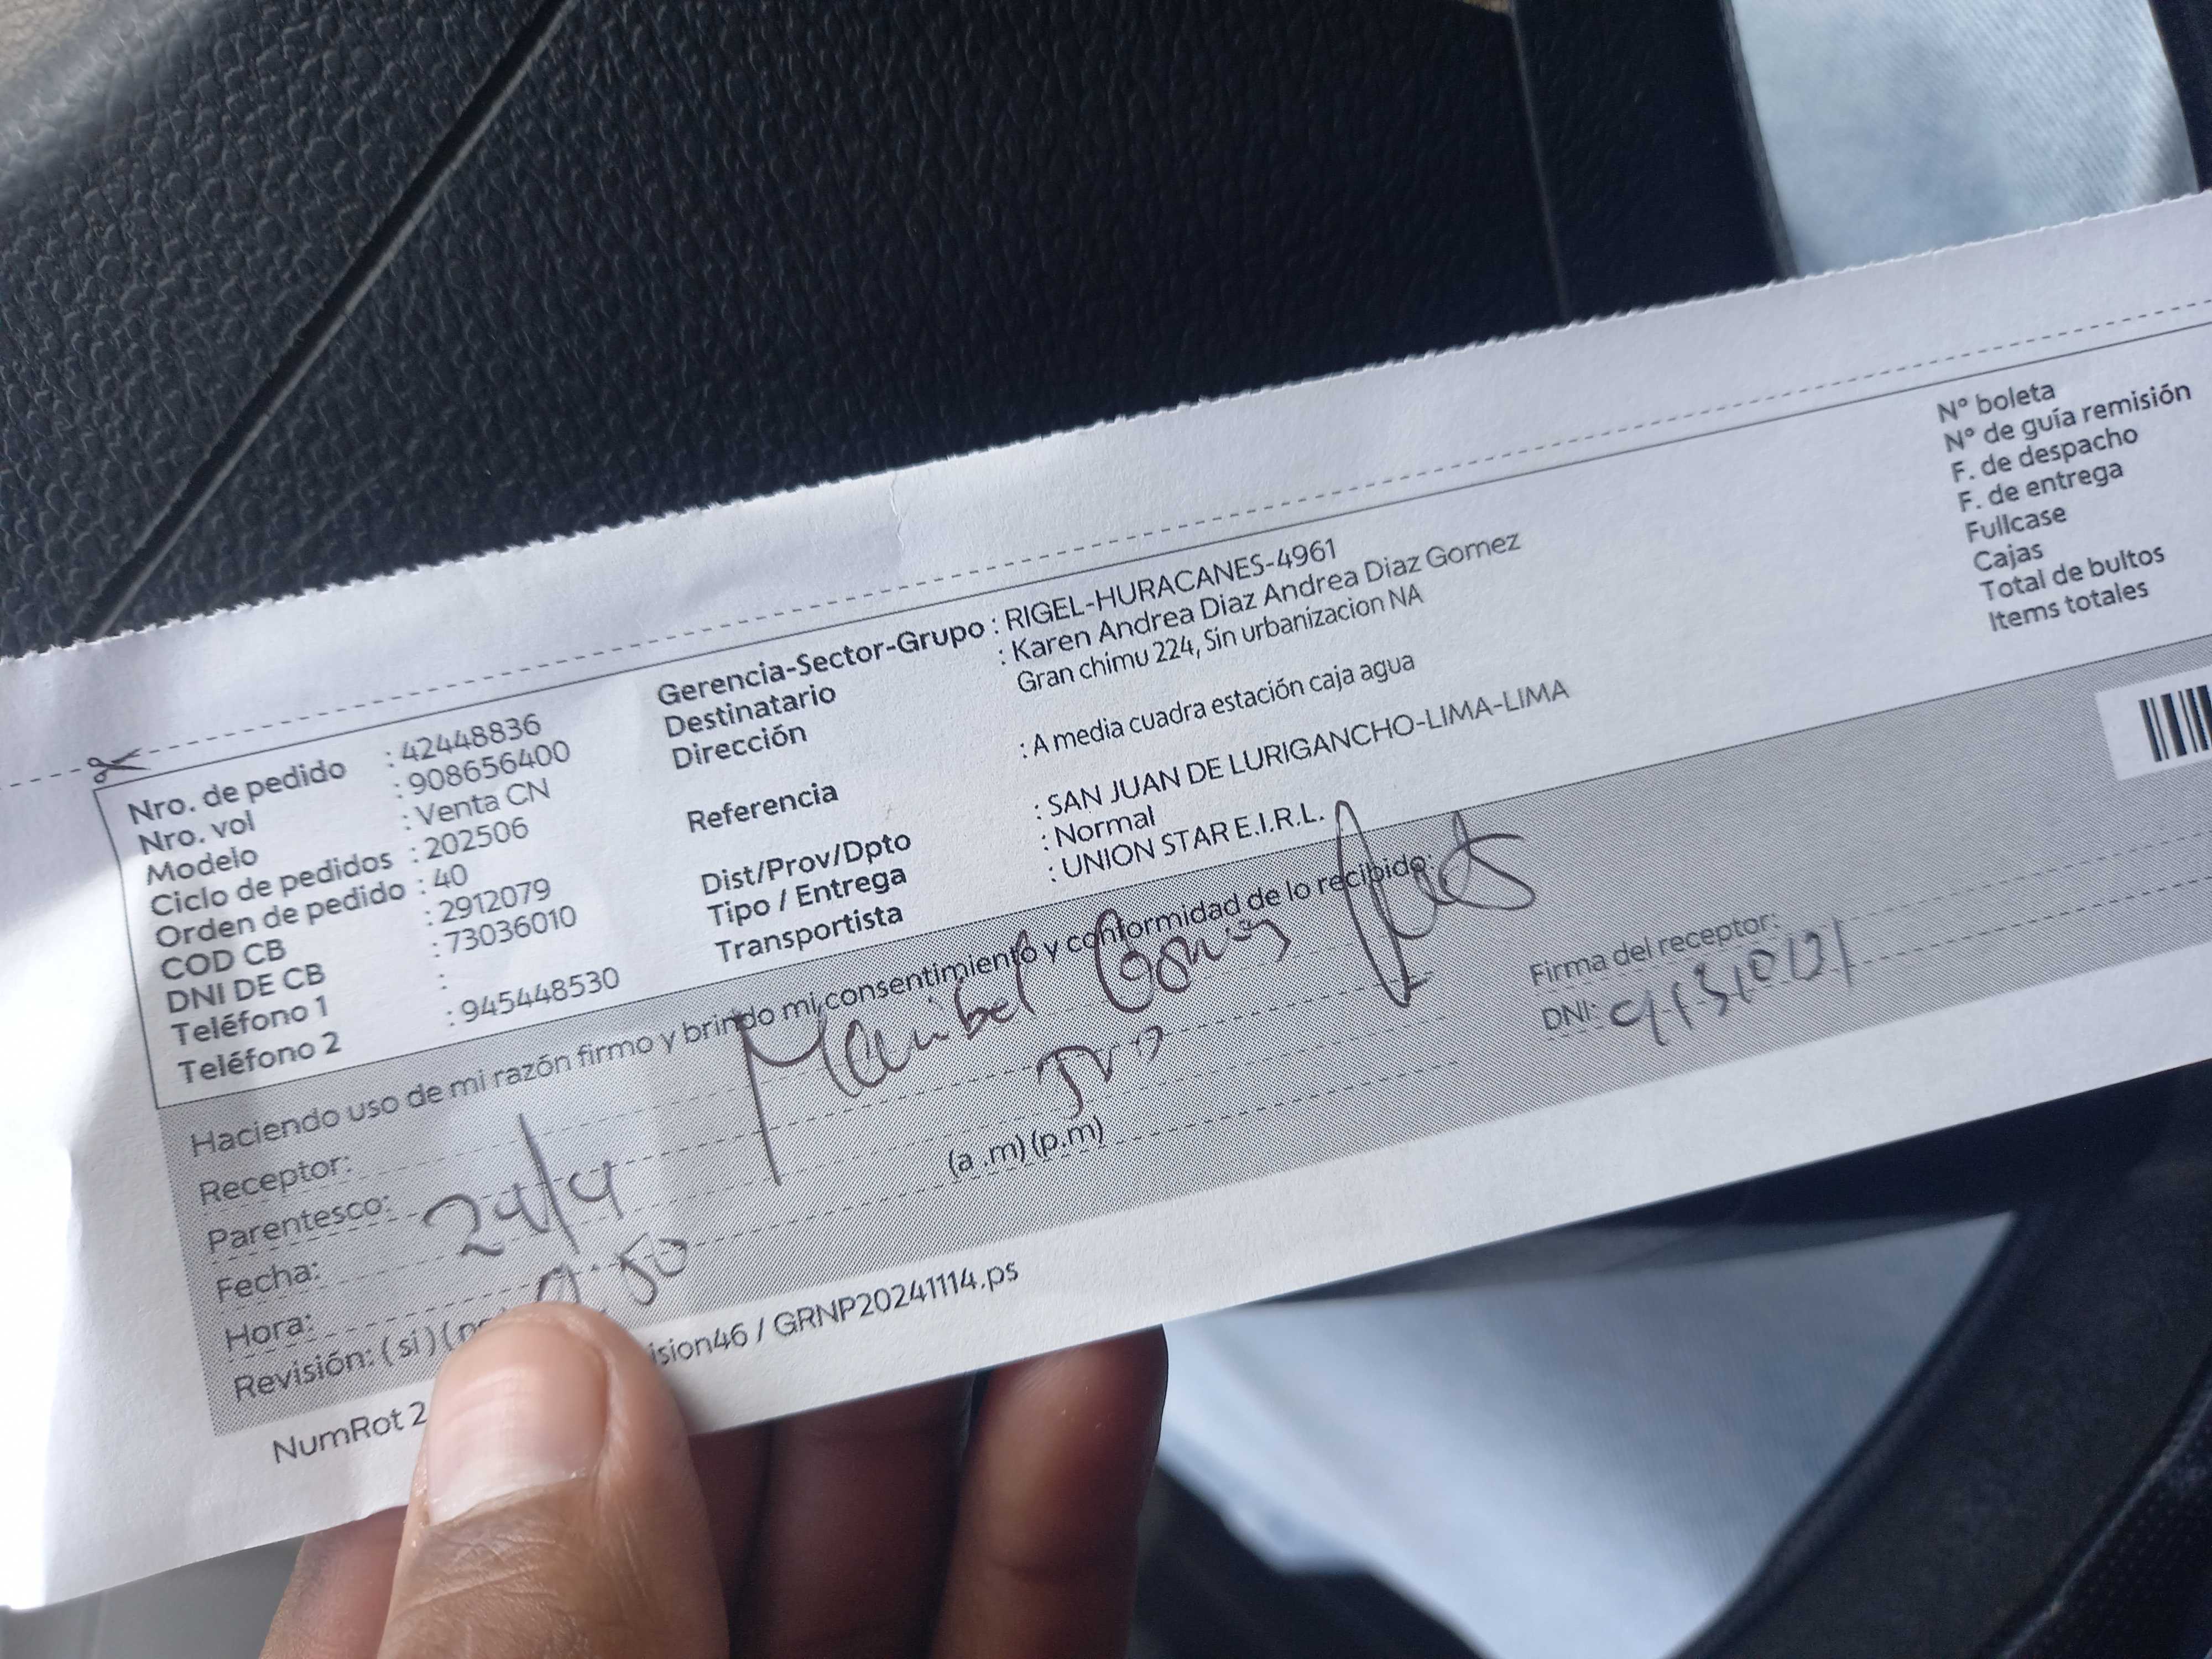 Nro. de pedido : 42448836
Nro. vol : 908656400
Modelo : Venta CN
Ciclo de pedidos : 202506
Orden de pedido : 40
COD CB : 2912079
DNI DE CB : 73036010
Teléfono 1 :
Teléfono 2 : 945448530
Gerencia-Sector-Grupo : RIGEL-HURACANES-4961
Destinatario : Karen Andrea Diaz Andrea Diaz Gomez
Dirección Gran chimu 224, Sin urbanizacion NA
Referencia : A media cuadra estación caja agua
Dist/Prov/Dpto : SAN JUAN DE LURIGANCHO-LIMA-LIMA
Tipo / Entrega : Normal
Transportista : UNION STAR E.I.R.L.
N° boleta
N° de guía remisión
F. de despacho
F. de entrega
Fullcase
Cajas
Total de bultos
Items totales
Haciendo uso de mi razón firmo y brindo mi consentimiento y conformidad de lo recibido:
Receptor: Maribel
Parentesco:
Fecha: 24/4
Hora: 50 (a .m) (p.m)
Revisión: ( si ) (
Firma del receptor:
DNI:
NumRot 2 ision46 / GRNP20241114.ps